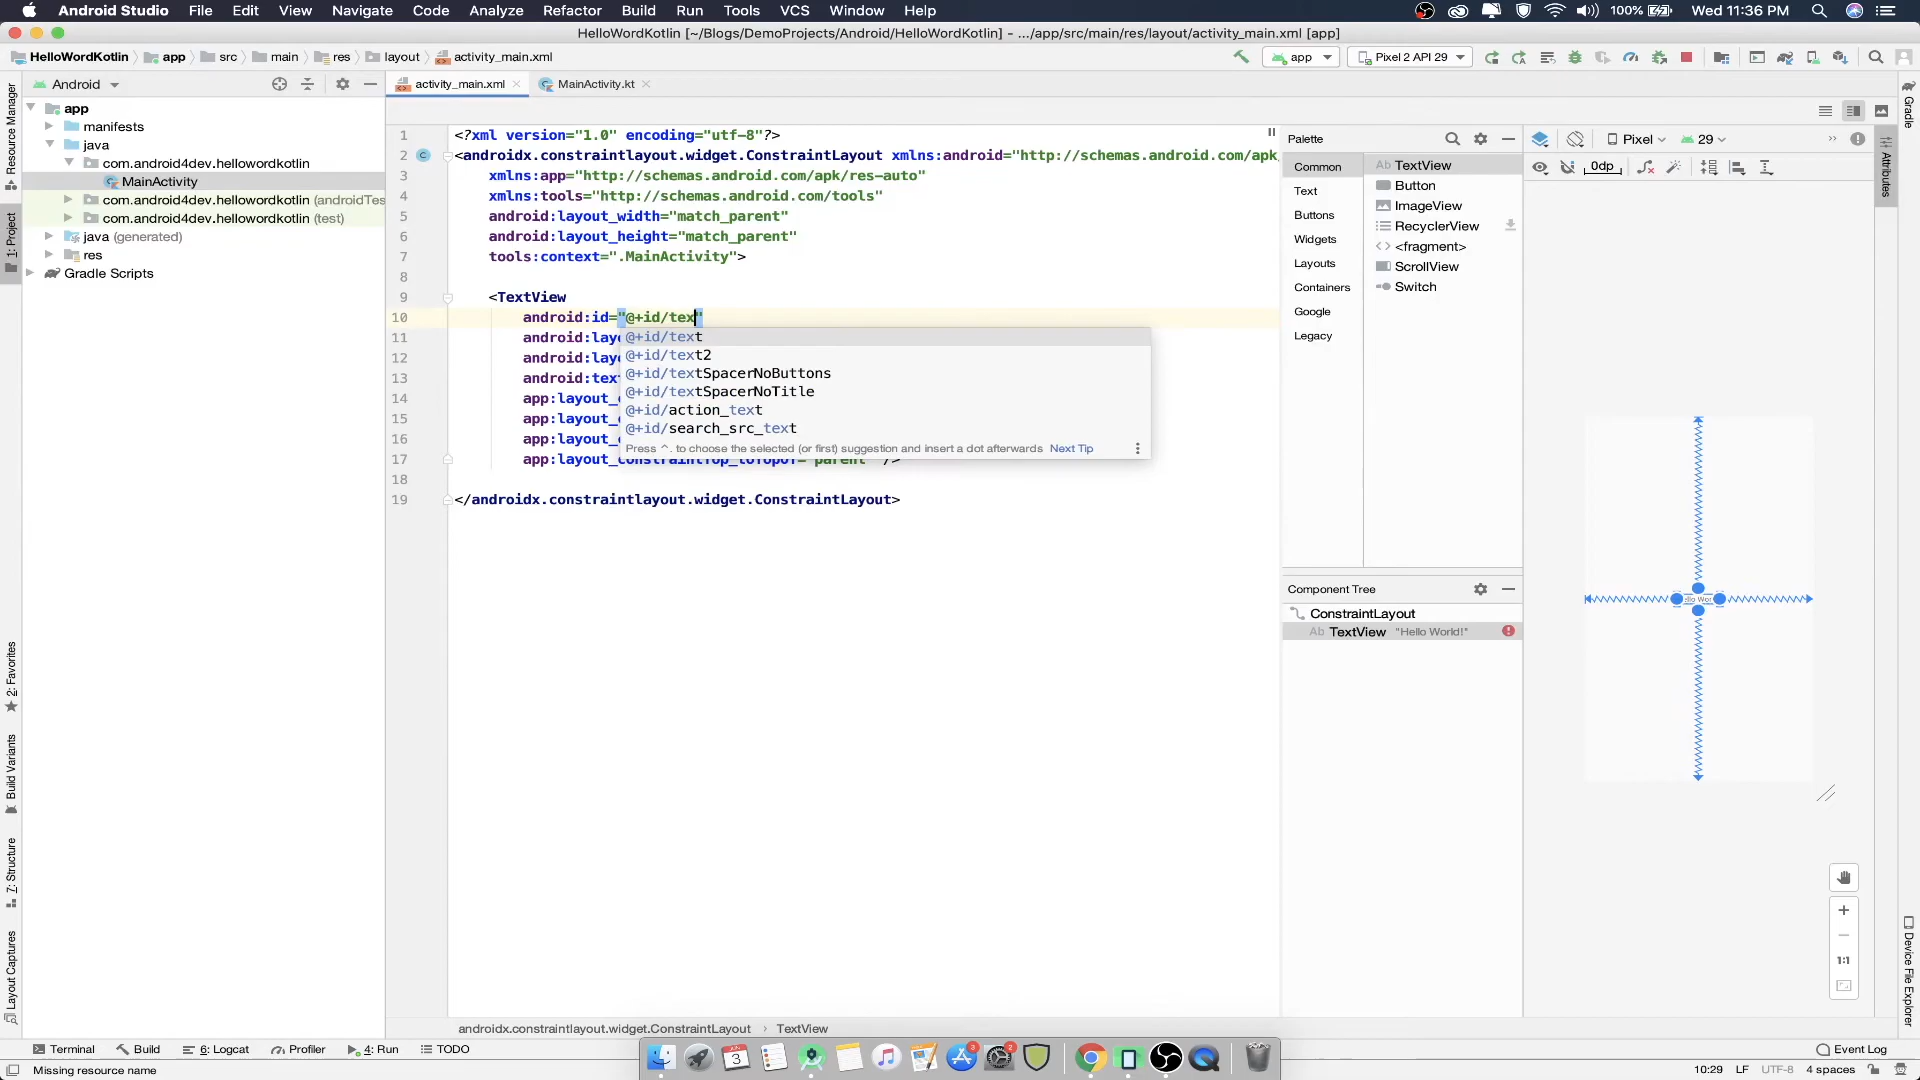 Android Studio File Edit View Navigate Code Analyze Refactor Build Run Tools VCS Window Help 100% Wed 11:36 PM
HelloWordKotlin [~/Blogs/DemoProjects/Android/HelloWordKotlin] - .../app/src/main/res/layout/activity_main.xml [app]
HelloWordKotlin app src main res layout activity_main.xml app Pixel 2 API 29
Android activity_main.xml MainActivity.kt
Resource Manager
1: Project
2: Favorites
Build Variants
7: Structure
Layout Captures
app
manifests
java
com.android4dev.hellowordkotlin
MainActivity
com.android4dev.hellowordkotlin (androidTes
com.android4dev.hellowordkotlin (test)
java (generated)
res
Gradle Scripts
1 <?xml version="1.0" encoding="utf-8"?>
2 <androidx.constraintlayout.widget.ConstraintLayout xmlns:android="http://schemas.android.com/apk
3 xmlns:app="http://schemas.android.com/apk/res-auto"
4 xmlns:tools="http://schemas.android.com/tools"
5 android:layout_width="match_parent"
6 android:layout_height="match_parent"
7 tools:context=".MainActivity">
8
9 <TextView
10 android:id="@+id/tex"
11 android:lay
12 android:lay
13 android:tex
14 app:layout_
15 app:layout_
16 app:layout_
17 app:layout_constraintTop_toTopOf="parent" />
18
19 </androidx.constraintlayout.widget.ConstraintLayout>
@+id/text
@+id/text2
@+id/textSpacerNoButtons
@+id/textSpacerNoTitle
@+id/action_text
@+id/search_src_text
Press ^. to choose the selected (or first) suggestion and insert a dot afterwards Next Tip
Palette
Common
Text
Buttons
Widgets
Layouts
Containers
Google
Legacy
Ab TextView
Button
ImageView
RecyclerView
<fragment>
ScrollView
Switch
Component Tree
ConstraintLayout
Ab TextView "Hello World!"
Pixel 29
0dp
1:1
Gradle
Attributes
Device File Explorer
androidx.constraintlayout.widget.ConstraintLayout TextView
Terminal Build 6: Logcat Profiler 4: Run TODO Event Log
Missing resource name 10:29 LF UTF-8 4 spaces
3
3
2